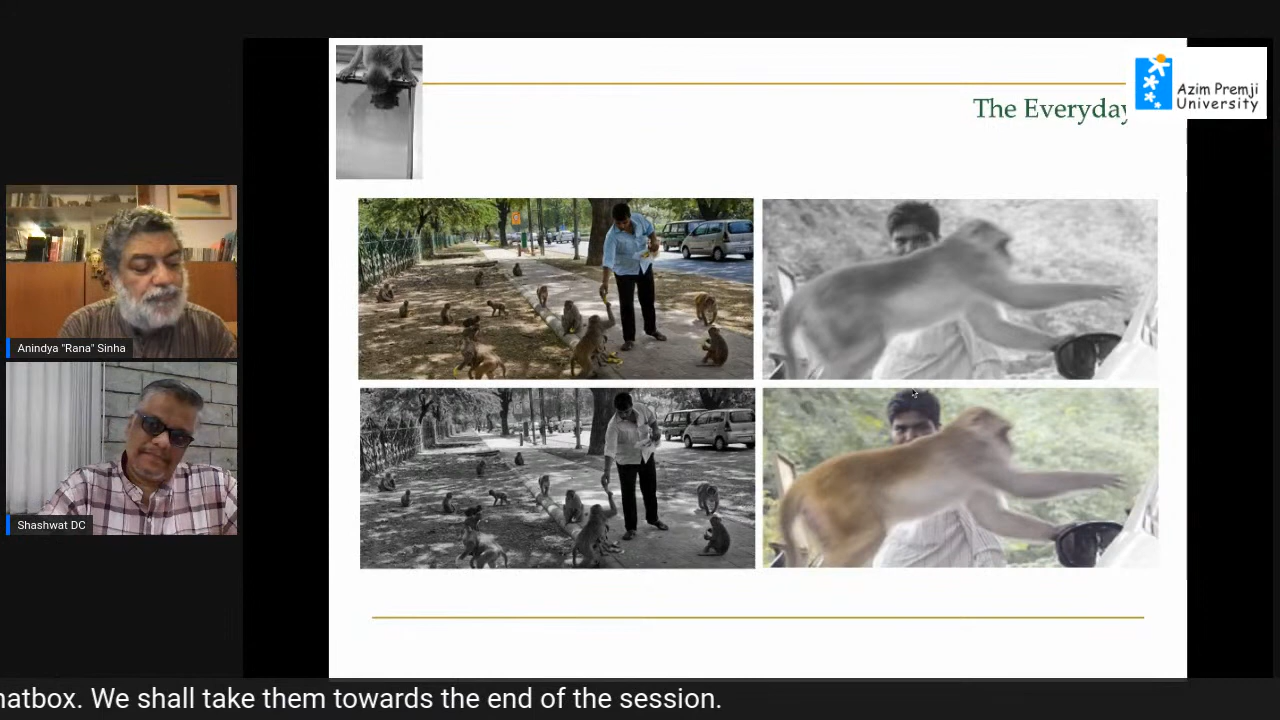 The Everyday
Azim Premji
University
Anindya "Rana" Sinha
Shashwat DC
hatbox. We shall take them towards the end of the session.